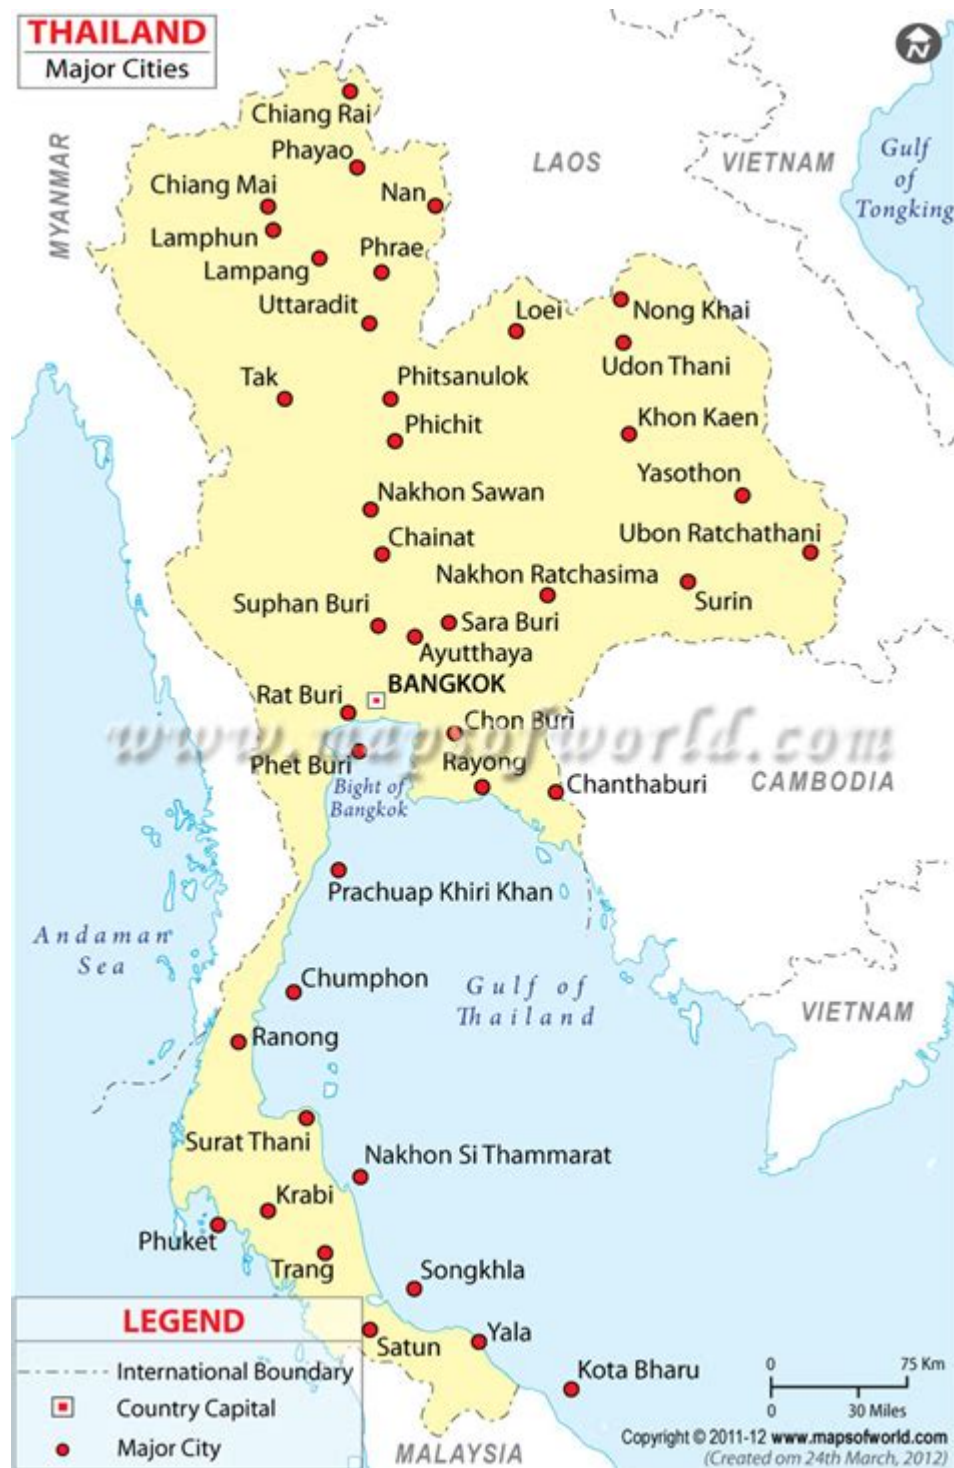 THAILAND
Major Cities
N
Chiang Rai
Phayao
MYANMAR
LAOS
VIETNAM
Gulf
of
Tongking
Chiang Mai
Nan
Lamphun
Phrae
Lampang
Uttaradit
Loei
Nong Khai
Udon Thani
Tak
Phitsanulok
Phichit
Khon Kaen
Yasothon
Nakhon Sawan
Chainat
Ubon Ratchathani
Nakhon Ratchasima
Surin
Suphan Buri
Sara Buri
Ayutthaya
BANGKOK
Rat Buri
Chon Buri
www.mapsofworld.com
Phet Buri
Rayong
Bight of
Bangkok
Chanthaburi
CAMBODIA
Prachuap Khiri Khan
Andaman
Sea
Chumphon
Gulf of
Thailand
VIETNAM
Ranong
Surat Thani
Nakhon Si Thammarat
Krabi
Phuket
Trang
Songkhla
Satun
Yala
Kota Bharu
MALAYSIA
LEGEND
International Boundary
Country Capital
Major City
0 75 Km
0 30 Miles
Copyright © 2011-12 www.mapsofworld.com
(Created om 24th March, 2012)